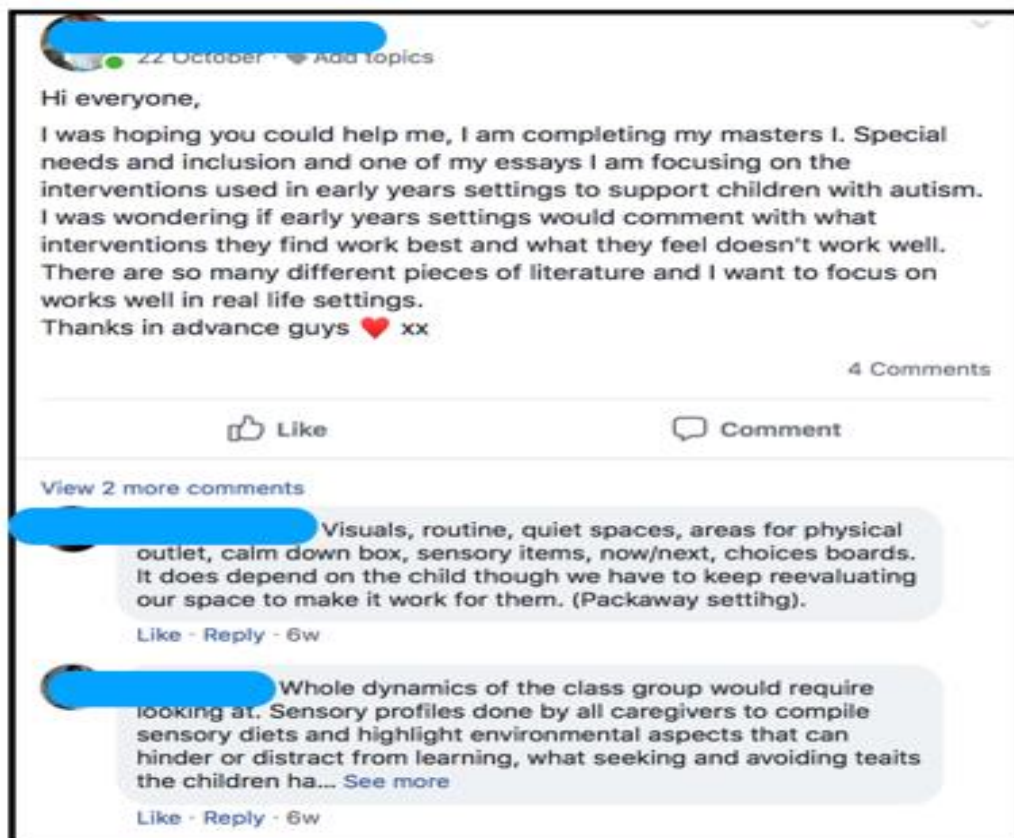 22 October · Add topics
Hi everyone,
I was hoping you could help me, I am completing my masters I. Special
needs and inclusion and one of my essays I am focusing on the
interventions used in early years settings to support children with autism.
I was wondering if early years settings would comment with what
interventions they find work best and what they feel doesn't work well.
There are so many different pieces of literature and I want to focus on
works well in real life settings.
Thanks in advance guys ❤️ xx
4 Comments
Like Comment
View 2 more comments
Visuals, routine, quiet spaces, areas for physical
outlet, calm down box, sensory items, now/next, choices boards.
It does depend on the child though we have to keep reevaluating
our space to make it work for them. (Packaway settihg).
Like · Reply · 6w
Whole dynamics of the class group would require
looking at. Sensory profiles done by all caregivers to compile
sensory diets and highlight environmental aspects that can
hinder or distract from learning, what seeking and avoiding teaits
the children ha... See more
Like · Reply · 6w